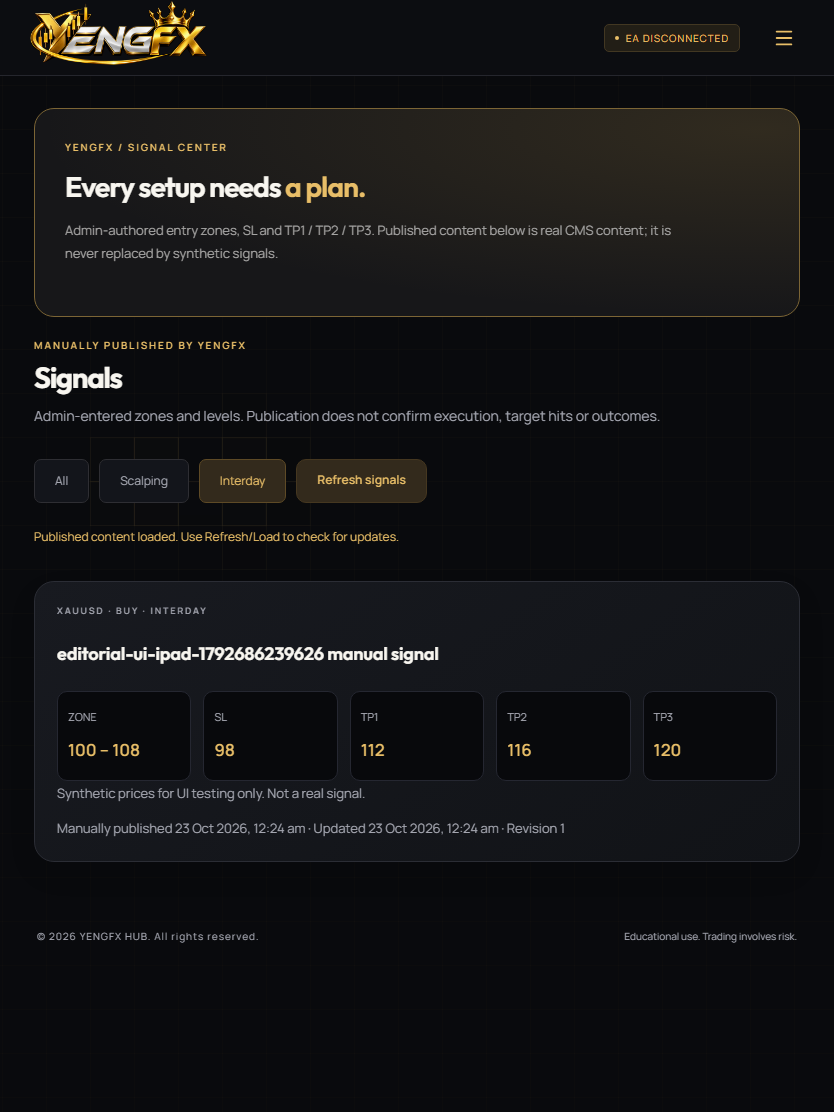 YENGFX
EA DISCONNECTED
YENGFX / SIGNAL CENTER
Every setup needs a plan.
Admin-authored entry zones, SL and TP1 / TP2 / TP3. Published content below is real CMS content; it is
never replaced by synthetic signals.
MANUALLY PUBLISHED BY YENGFX
Signals
Admin-entered zones and levels. Publication does not confirm execution, target hits or outcomes.
All Scalping Interday Refresh signals
Published content loaded. Use Refresh/Load to check for updates.
XAUUSD · BUY · INTERDAY
editorial-ui-ipad-1792686239626 manual signal
ZONE SL TP1 TP2 TP3
100 – 108 98 112 116 120
Synthetic prices for UI testing only. Not a real signal.
Manually published 23 Oct 2026, 12:24 am · Updated 23 Oct 2026, 12:24 am · Revision 1
© 2026 YENGFX HUB. All rights reserved. Educational use. Trading involves risk.